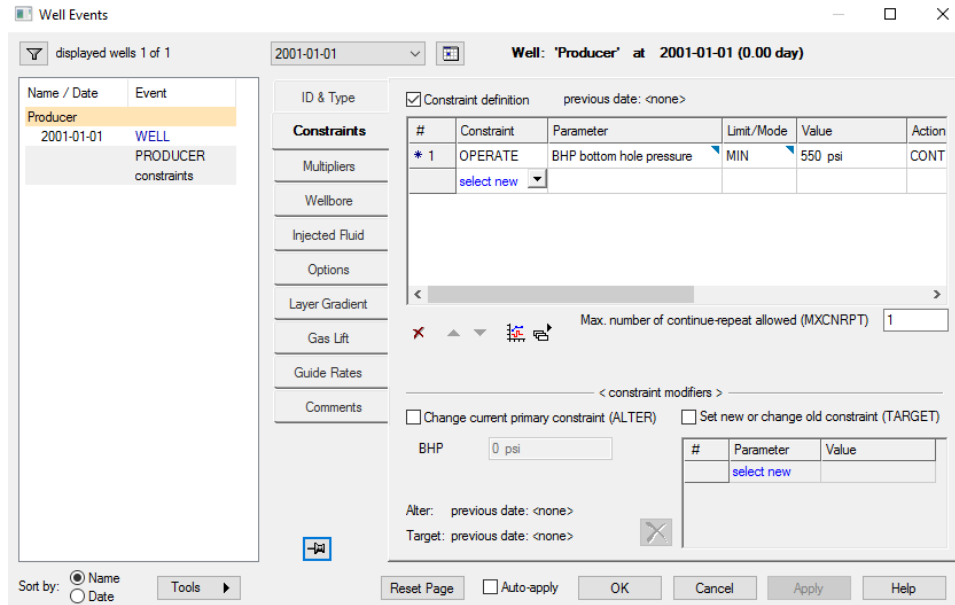 Well Events
displayed wells 1 of 1
2001-01-01
Well: 'Producer' at 2001-01-01 (0.00 day)
Name / Date Event
Producer
2001-01-01 WELL
PRODUCER
constraints
ID & Type
Constraints
Multipliers
Wellbore
Injected Fluid
Options
Layer Gradient
Gas Lift
Guide Rates
Comments
Constraint definition previous date: <none>
# Constraint Parameter Limit/Mode Value Action
* 1 OPERATE BHP bottom hole pressure MIN 550 psi CONT
select new
Max. number of continue-repeat allowed (MXCNRPT) 1
< constraint modifiers >
Change current primary constraint (ALTER)
BHP 0 psi
Alter: previous date: <none>
Target: previous date: <none>
Set new or change old constraint (TARGET)
# Parameter Value
select new
Sort by: Name
Date
Tools
Reset Page Auto-apply OK Cancel Apply Help